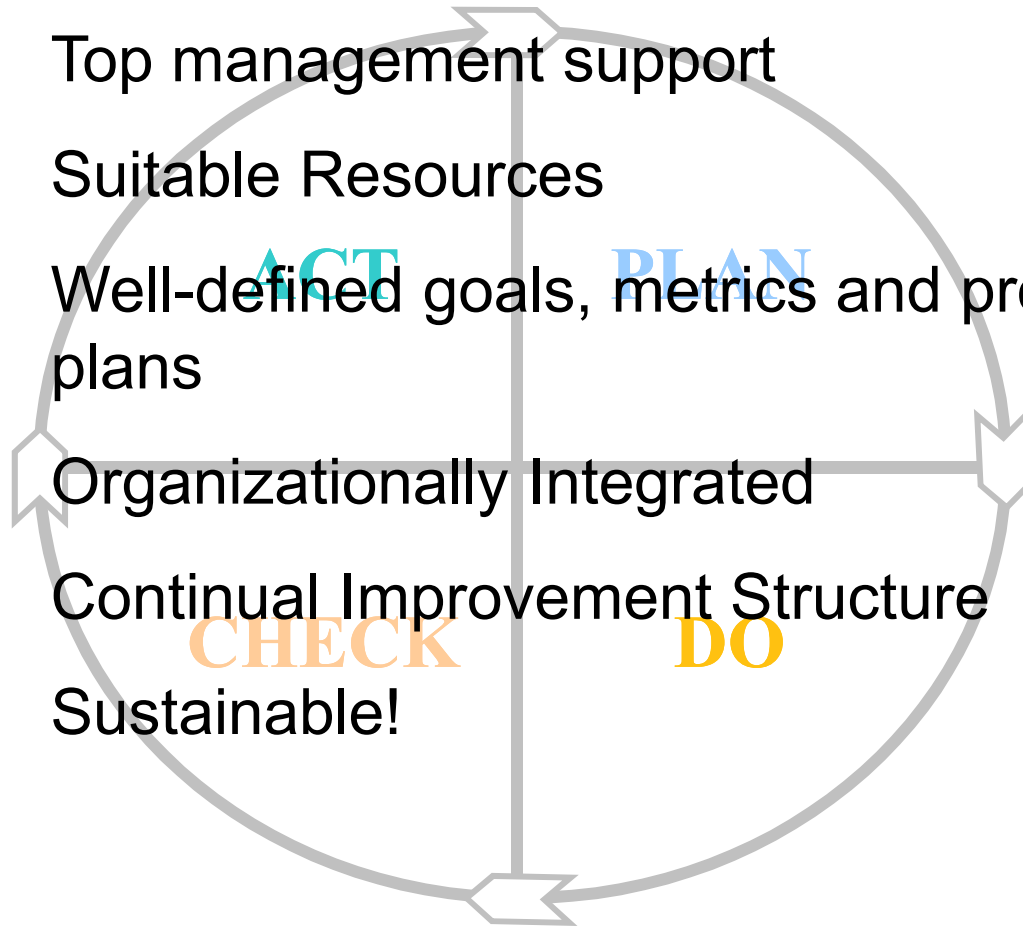 Top management support
Suitable Resources
ACT PLAN
Well-defined goals, metrics and
plans
Organizationally Integrated
Continual Improvement Structure
CHECK DO
Sustainable!